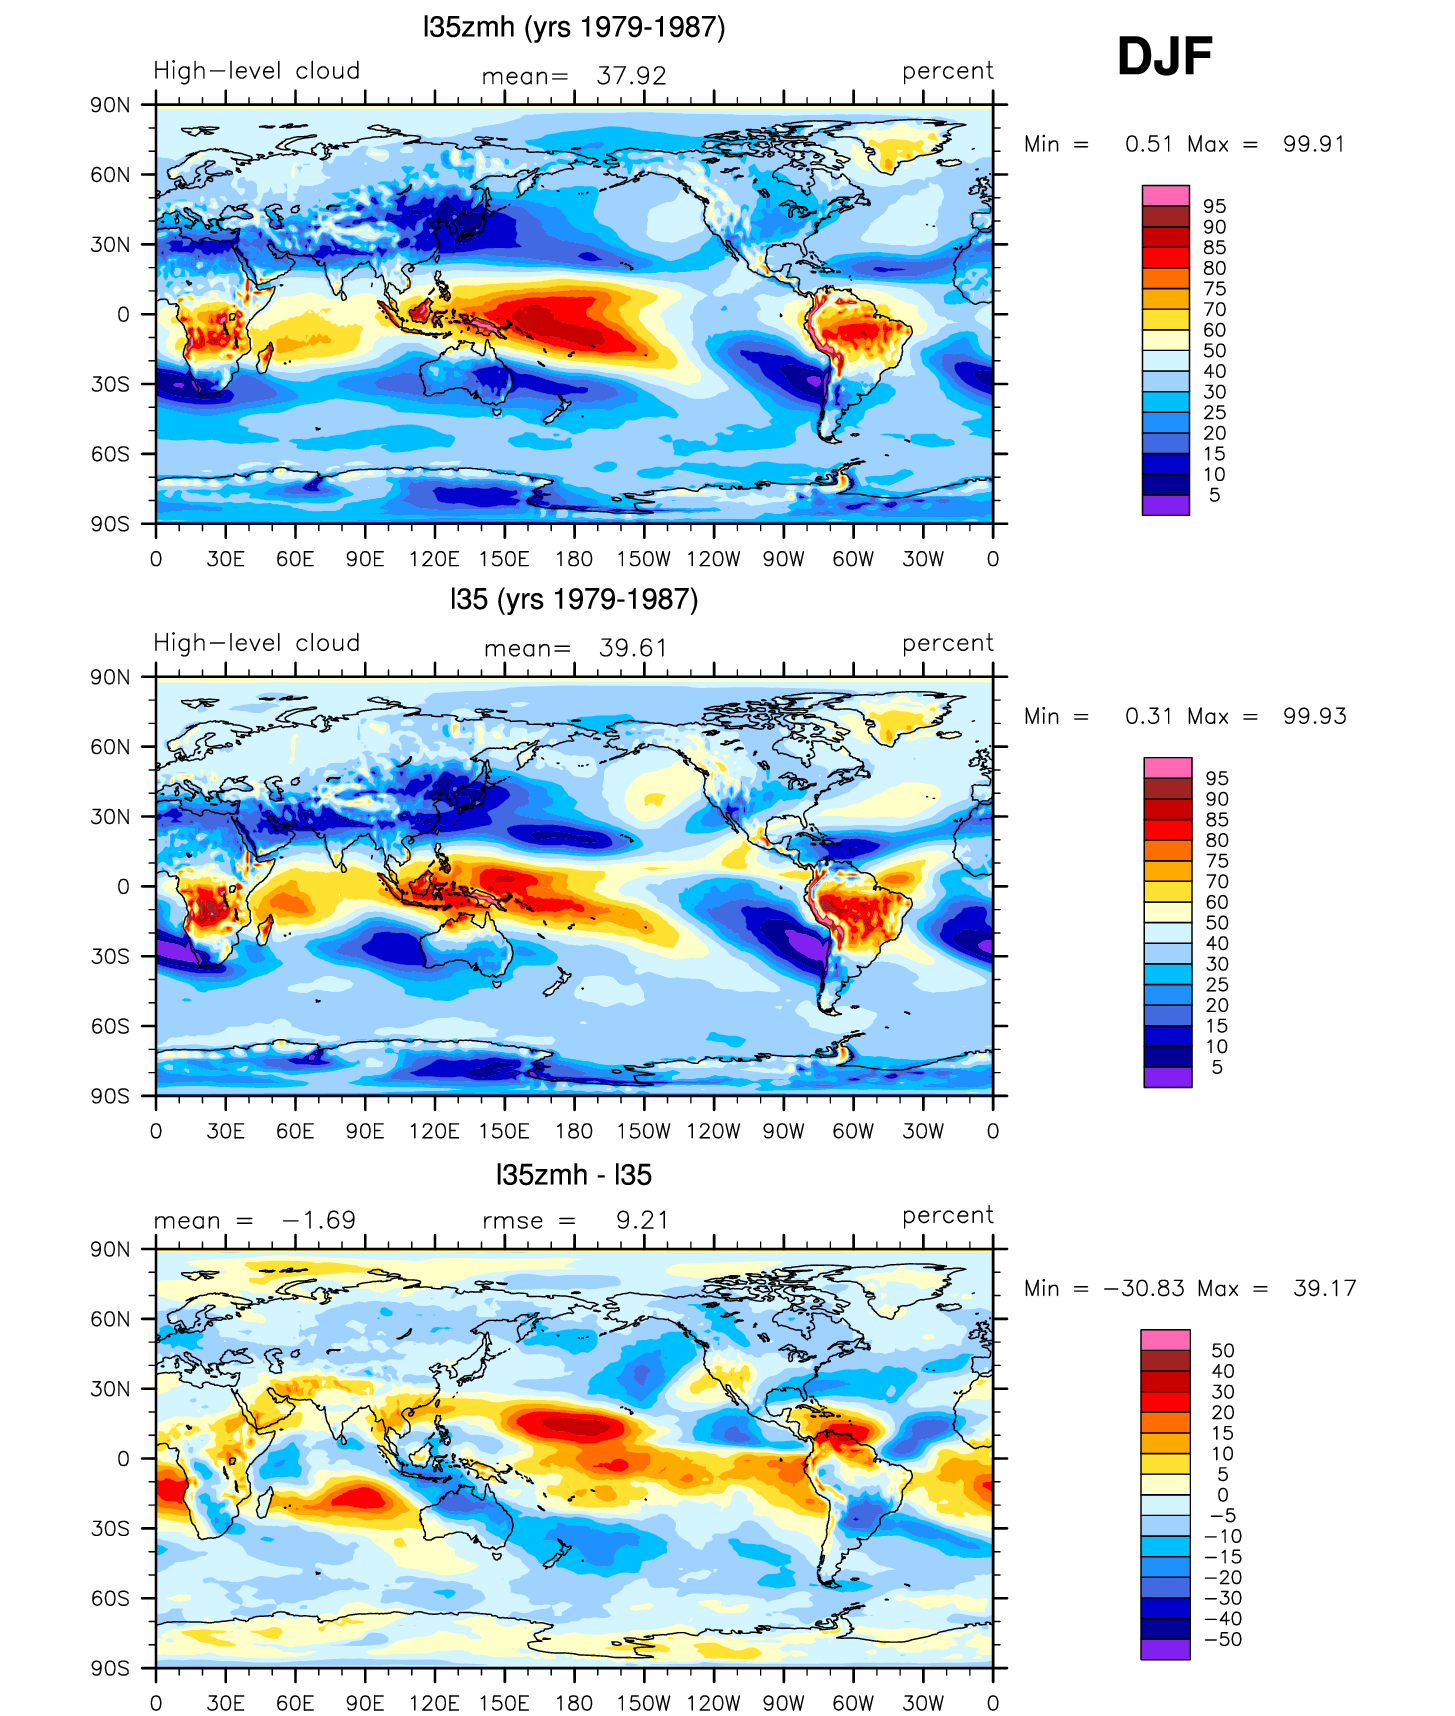 l35zmh (yrs 1979-1987)
DJF
High-level cloud mean= 37.92 percent
Min = 0.51 Max = 99.91
90N
60N
30N
0
30S
60S
90S
0 30E 60E 90E 120E 150E 180 150W 120W 90W 60W 30W 0
95
90
85
80
75
70
60
50
40
30
25
20
15
10
5
l35 (yrs 1979-1987)
High-level cloud mean= 39.61 percent
Min = 0.31 Max = 99.93
90N
60N
30N
0
30S
60S
90S
0 30E 60E 90E 120E 150E 180 150W 120W 90W 60W 30W 0
95
90
85
80
75
70
60
50
40
30
25
20
15
10
5
l35zmh - l35
mean = -1.69 rmse = 9.21 percent
Min = -30.83 Max = 39.17
90N
60N
30N
0
30S
60S
90S
0 30E 60E 90E 120E 150E 180 150W 120W 90W 60W 30W 0
50
40
30
20
15
10
5
0
-5
-10
-15
-20
-30
-40
-50